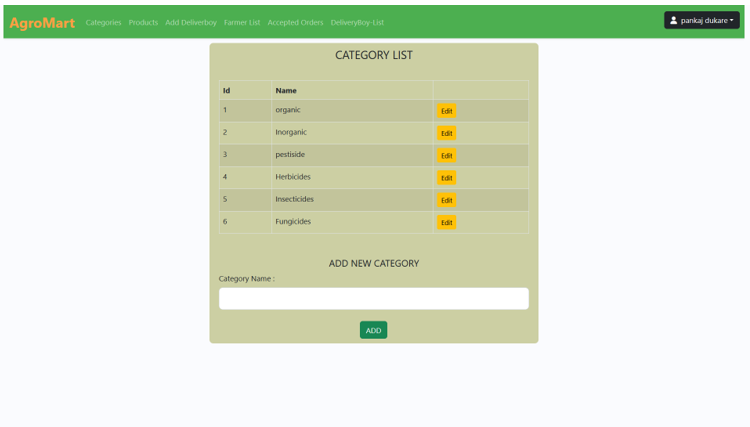 AgroMart Categories Products Add Deliverboy Farmer List Accepted Orders DeliveryBoy List pankaj dukare
CATEGORY LIST
Id Name
1 organic Edit
2 Inorganic Edit
3 pestiside Edit
4 Herbicides Edit
5 Insecticides Edit
6 Fungicides Edit
ADD NEW CATEGORY
Category Name :
ADD